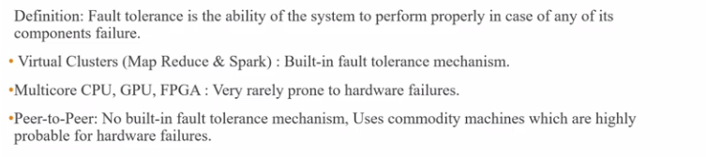 Definition: Fault tolerance is the ability of the system to perform properly in case of any of its
components failure.
• Virtual Clusters (Map Reduce & Spark) : Built-in fault tolerance mechanism.
•Multicore CPU, GPU, FPGA : Very rarely prone to hardware failures.
•Peer-to-Peer: No built-in fault tolerance mechanism, Uses commodity machines which are highly
probable for hardware failures.